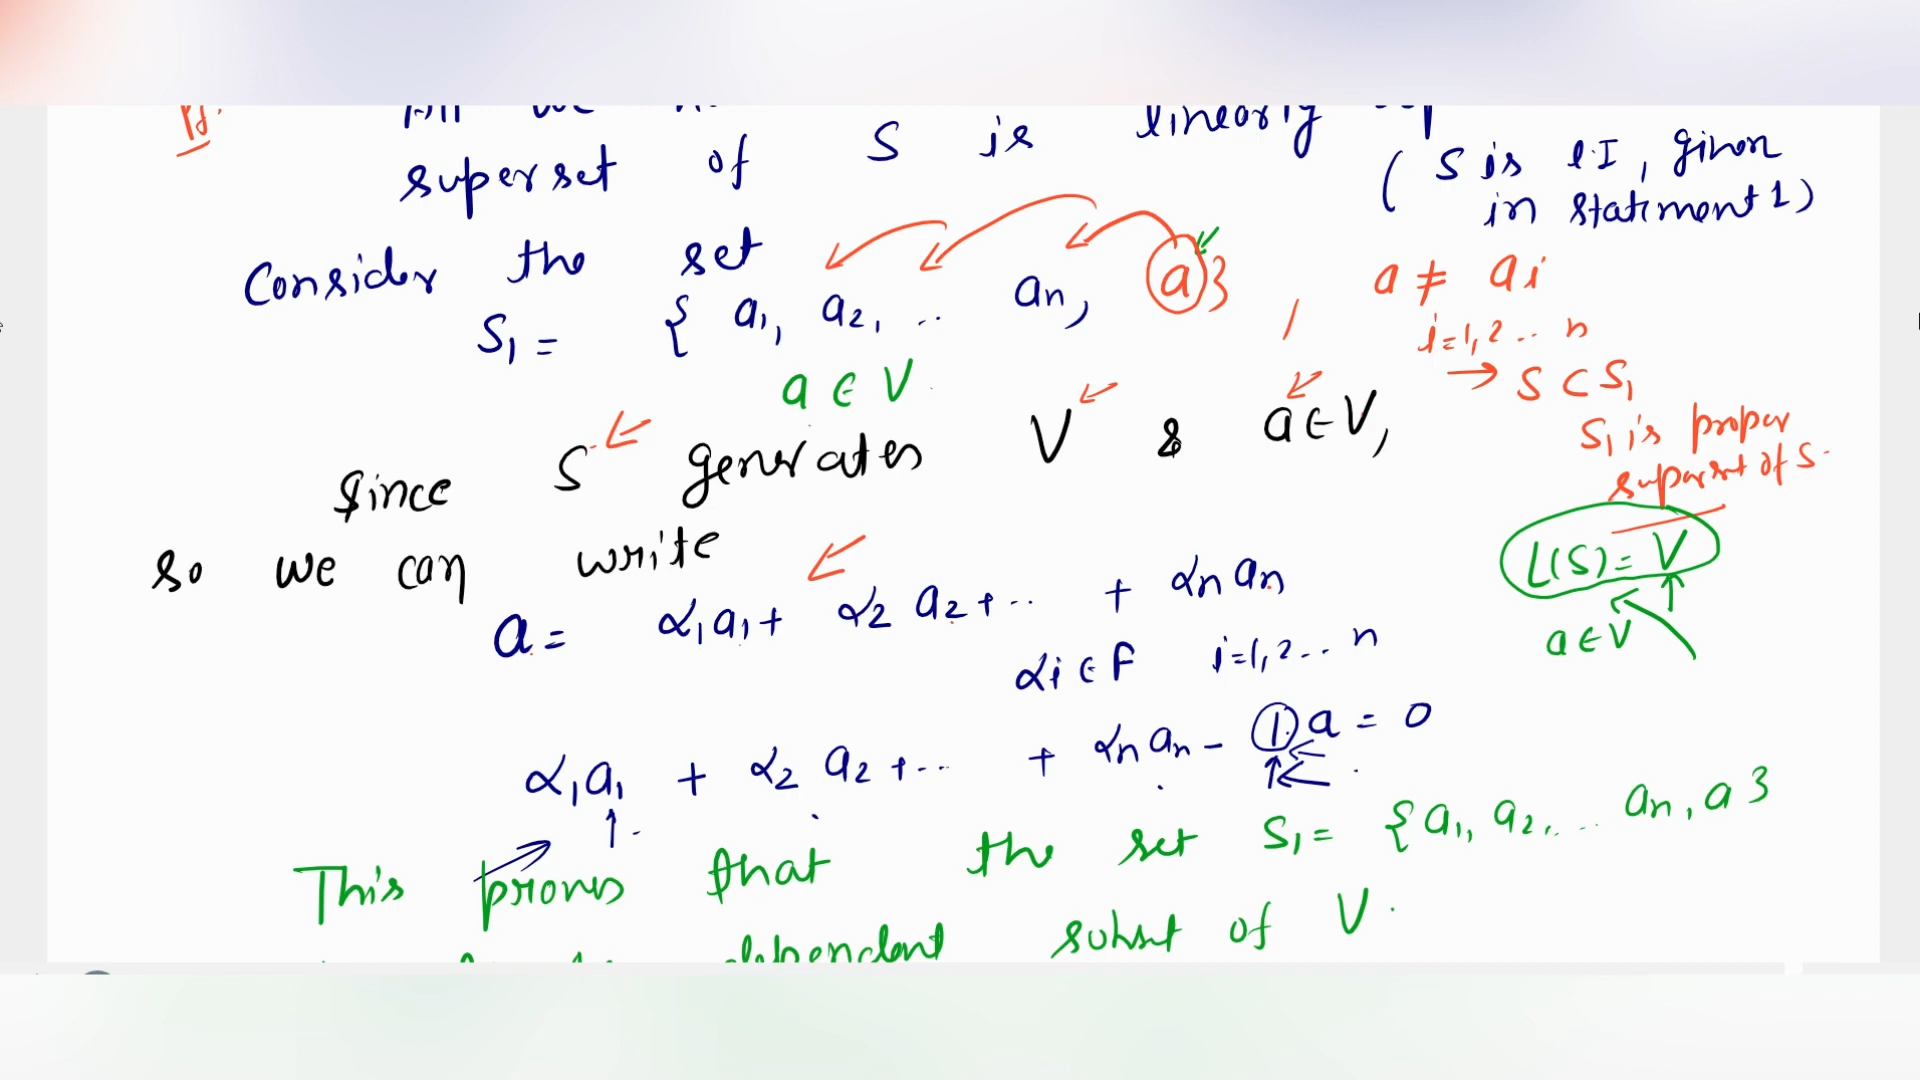 Pf.
superset of S is linearly
( S is l.I, given
in statement 1)
Consider the set
S₁ = { a₁, a₂, .. an, a} , a ≠ ai
i=1,2 .. n
a ∈ V
→ S ⊂ S₁
S₁ is proper
superset of S.
Since S generates V & a∈V,
so we can write
L(S) = V
a ∈ V
a = α₁a₁ + α₂ a₂ + .. + αn an
αi ∈ F i=1,2 .. n
α₁a₁ + α₂ a₂ + ... + αn an - 1.a = 0
This proves that the set S₁ = {a₁, a₂, ... an, a}
dependent subset of V.